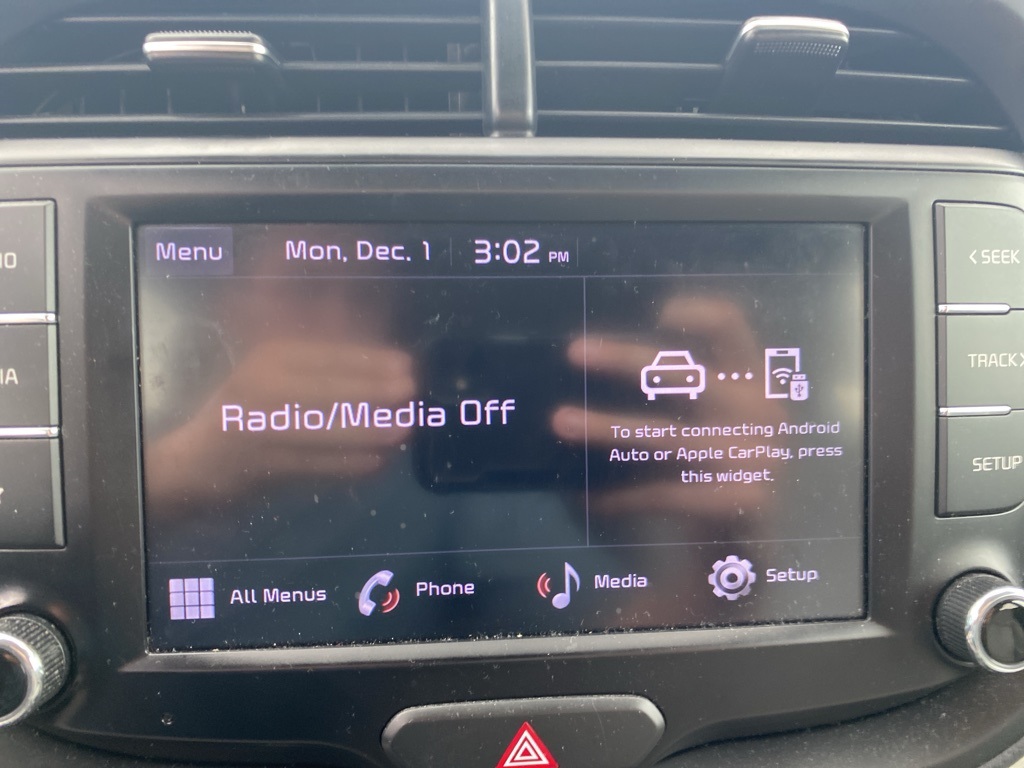 Menu
Mon, Dec. 1
3:02 PM
< SEEK
TRACK >
SETUP
Radio/Media Off
To start connecting Android
Auto or Apple CarPlay, press
this widget.
All Menus
Phone
Media
Setup